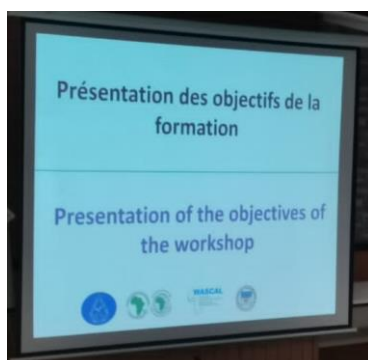 Présentation des objectifs de la
formation
Presentation of the objectives of
the workshop
WASCAL